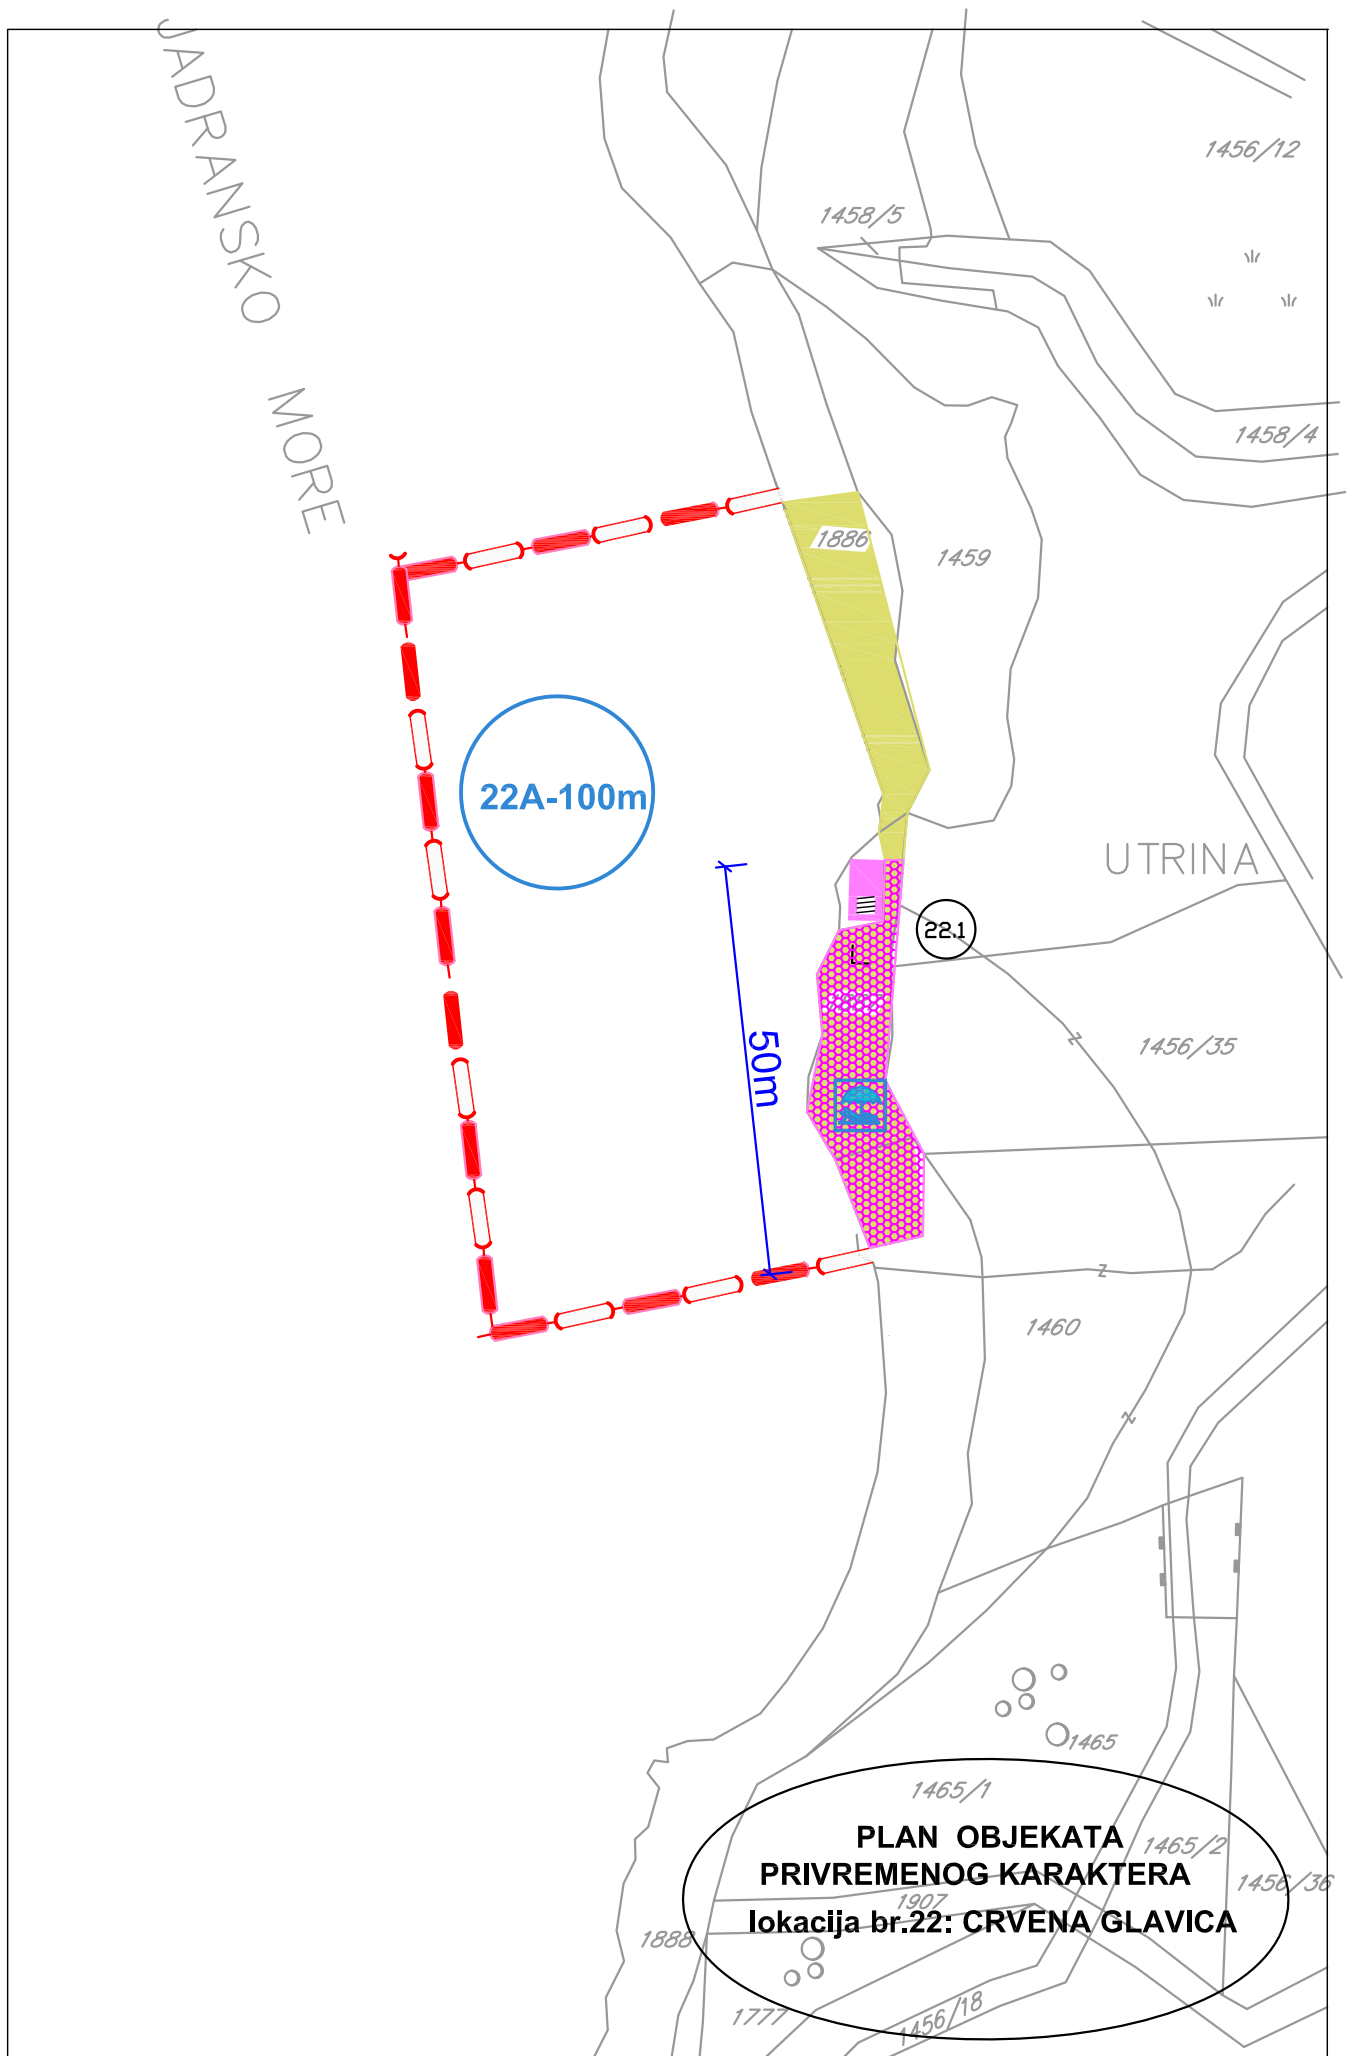 JADRANSKO MORE
1456/12
1458/5
1458/4
1886
1459
22A-100m
UTRINA
22.1
50m
1456/35
z
z
1460
z
1465
1465/1
PLAN OBJEKATA
1465/2
PRIVREMENOG KARAKTERA
1456/36
1907
lokacija br.22: CRVENA GLAVICA
1888
1777
1456/18